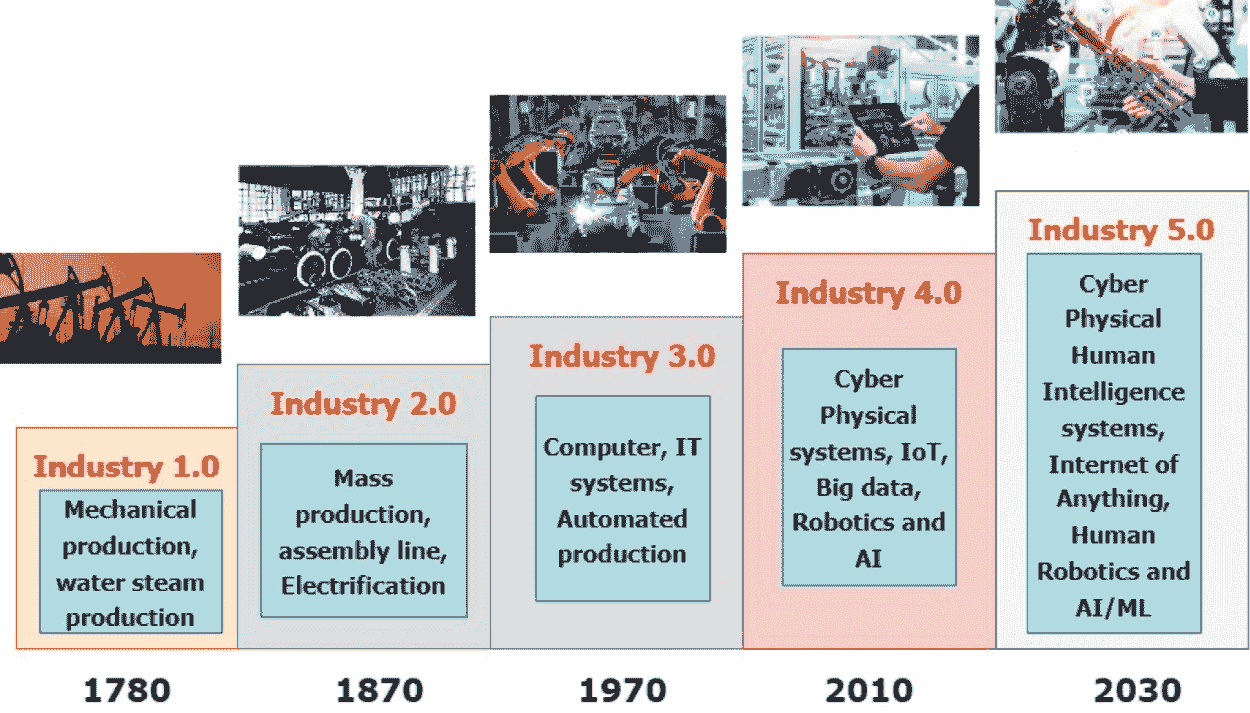 Industry 1.0
Mechanical
production,
water steam
production
1780
Industry 2.0
Mass
production,
assembly line,
Electrification
1870
Industry 3.0
Computer, IT
systems,
Automated
production
1970
Industry 4.0
Cyber
Physical
systems, IoT,
Big data,
Robotics and
AI
2010
Industry 5.0
Cyber
Physical
Human
Intelligence
systems,
Internet of
Anything,
Human
Robotics and
AI/ML
2030